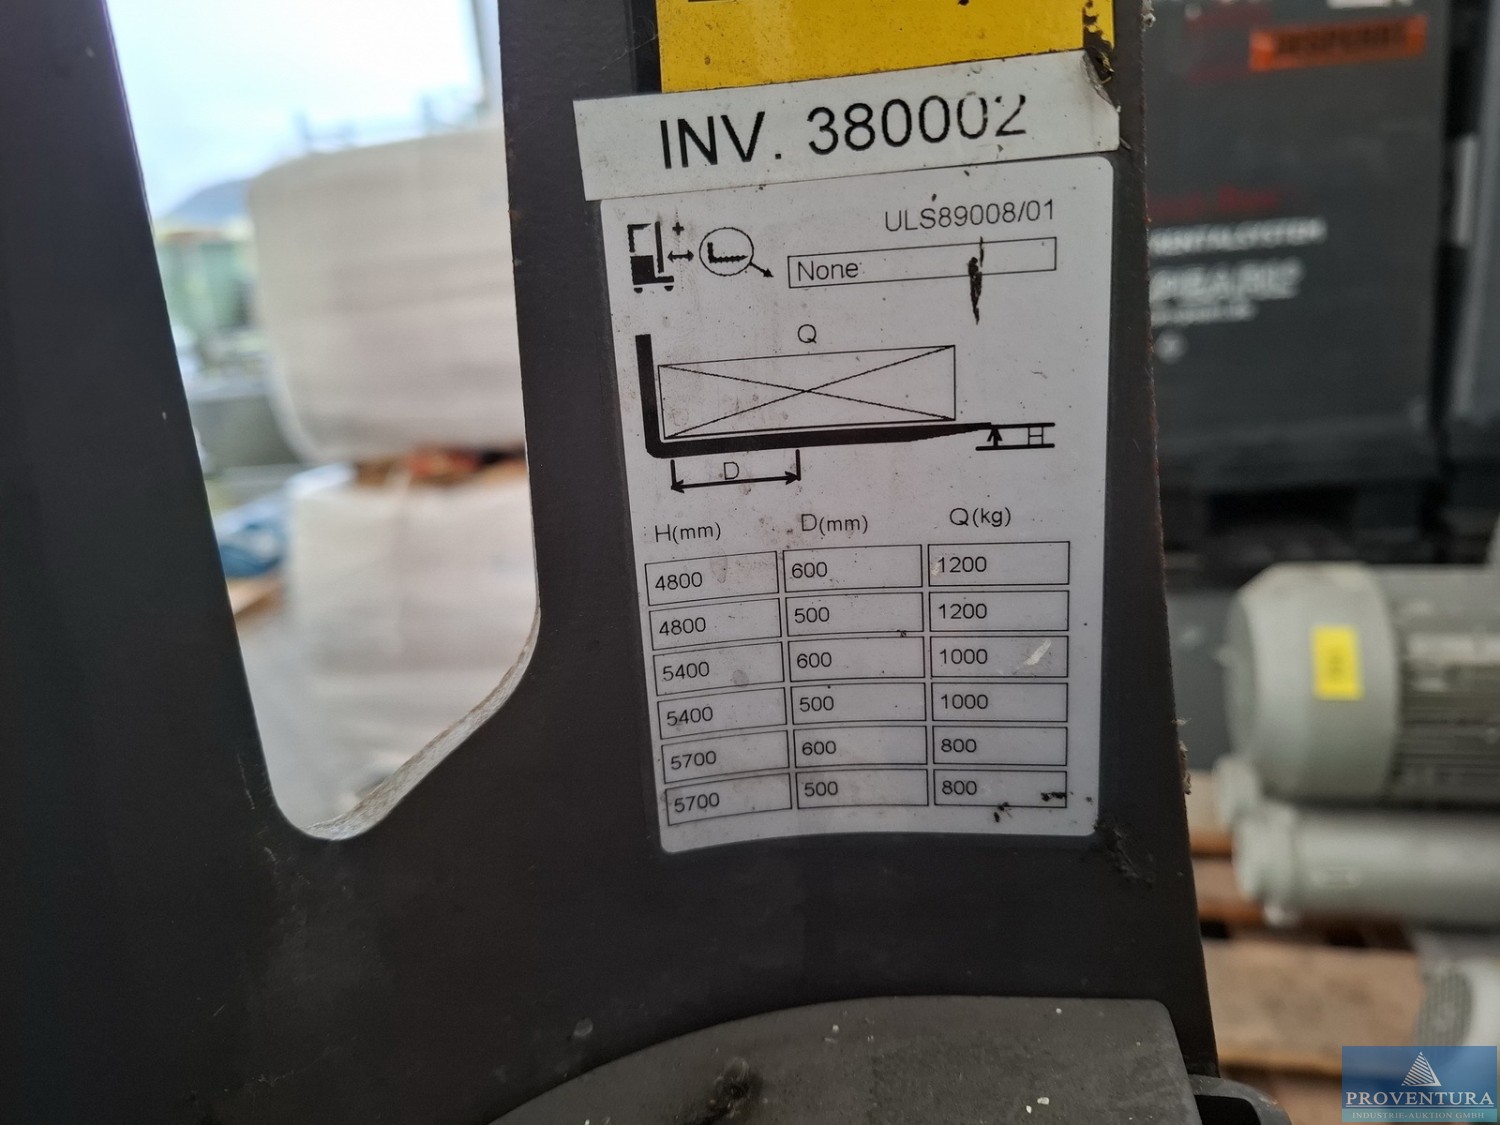 INV. 380002
ULS89008/01
None
Q
H
D
H(mm) D(mm) Q(kg)
4800 600 1200
4800 500 1200
5400 600 1000
5400 500 1000
5700 600 800
5700 500 800
PROVENTURA
INDUSTRIE-AUKTION GMBH